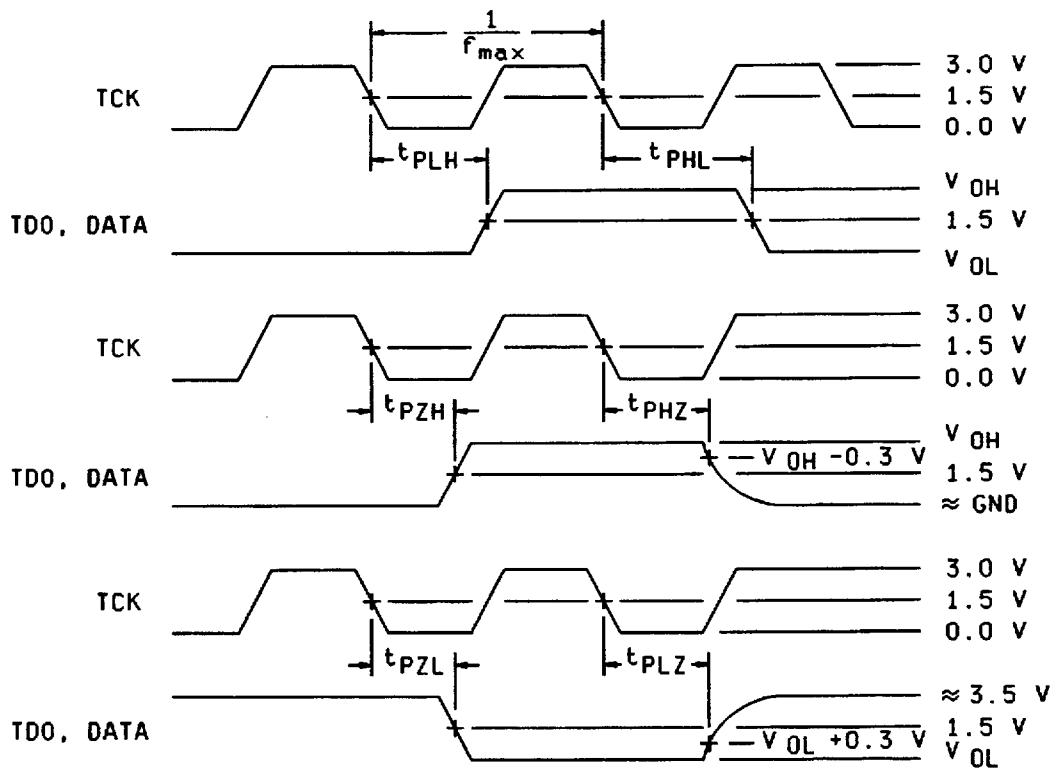 1
f max
3.0 V
TCK
1.5 V
0.0 V
t PLH
t PHL
V OH
TDO, DATA
1.5 V
V OL
3.0 V
TCK
1.5 V
0.0 V
t PZH
t PHZ
V OH
V OH -0.3 V
TDO, DATA
1.5 V
≈ GND
3.0 V
TCK
1.5 V
0.0 V
t PZL
t PLZ
≈ 3.5 V
TDO, DATA
1.5 V
V OL +0.3 V
V OL